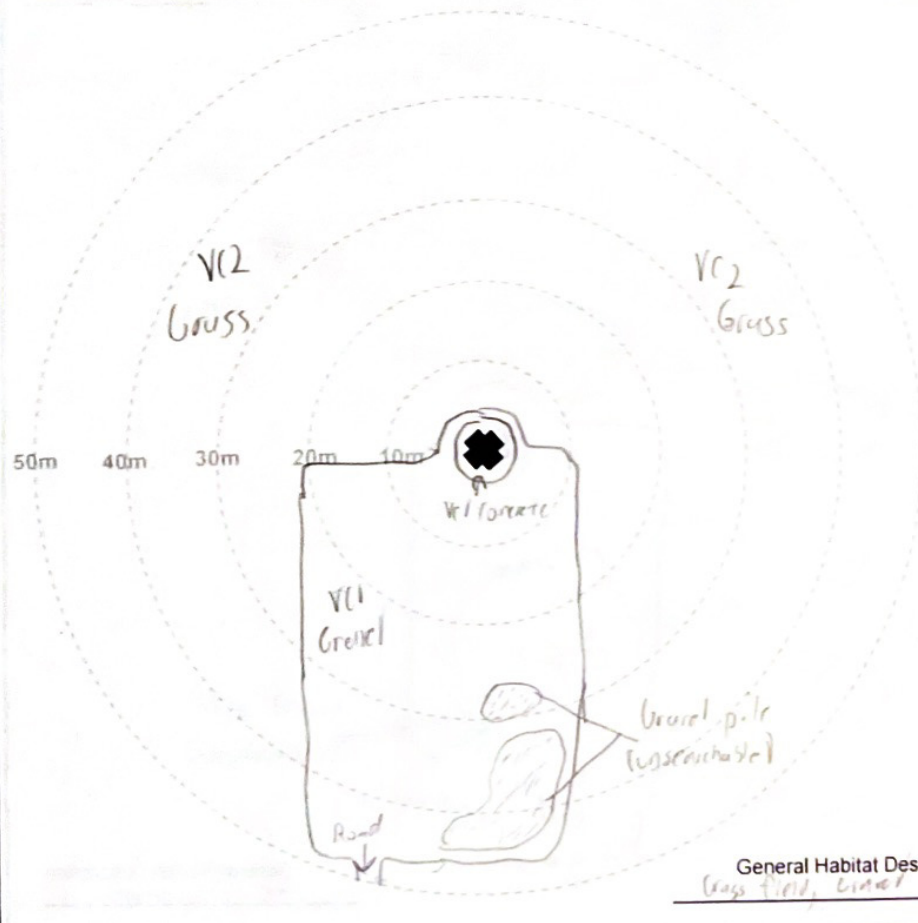 VC2
Grass
VC2
Grass
50m 40m 30m 20m 10m
VC1 Concrete
VC1
Gravel
Gravel pile
(unsearchable)
Road
General Habitat Des
Grass field, Gravel